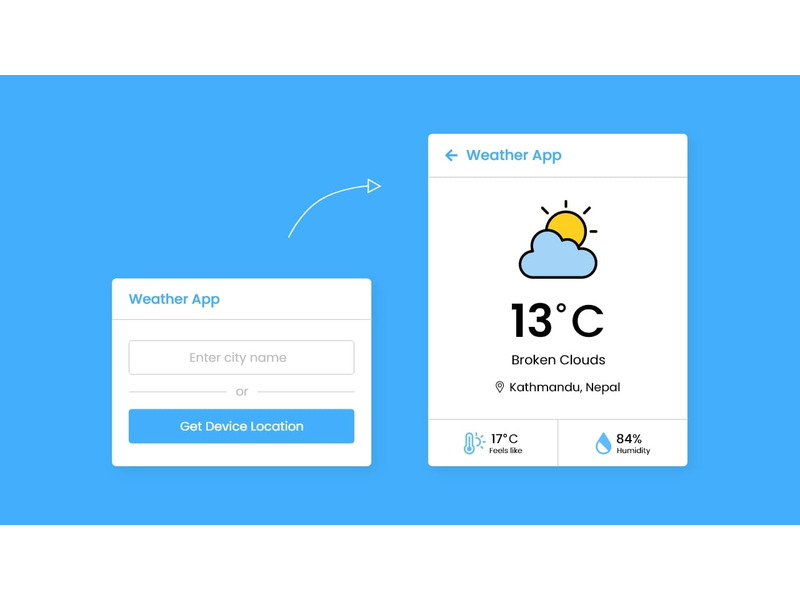 Weather App
Enter city name
or
Get Device Location
Weather App
13°C
Broken Clouds
Kathmandu, Nepal
17°C
Feels like
84%
Humidity